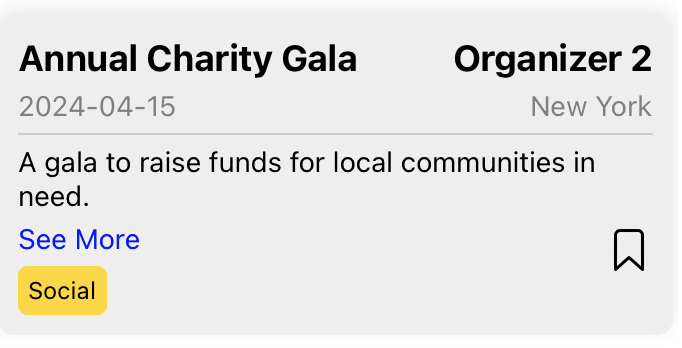 Annual Charity Gala Organizer 2
2024-04-15 New York
A gala to raise funds for local communities in
need.
See More
Social